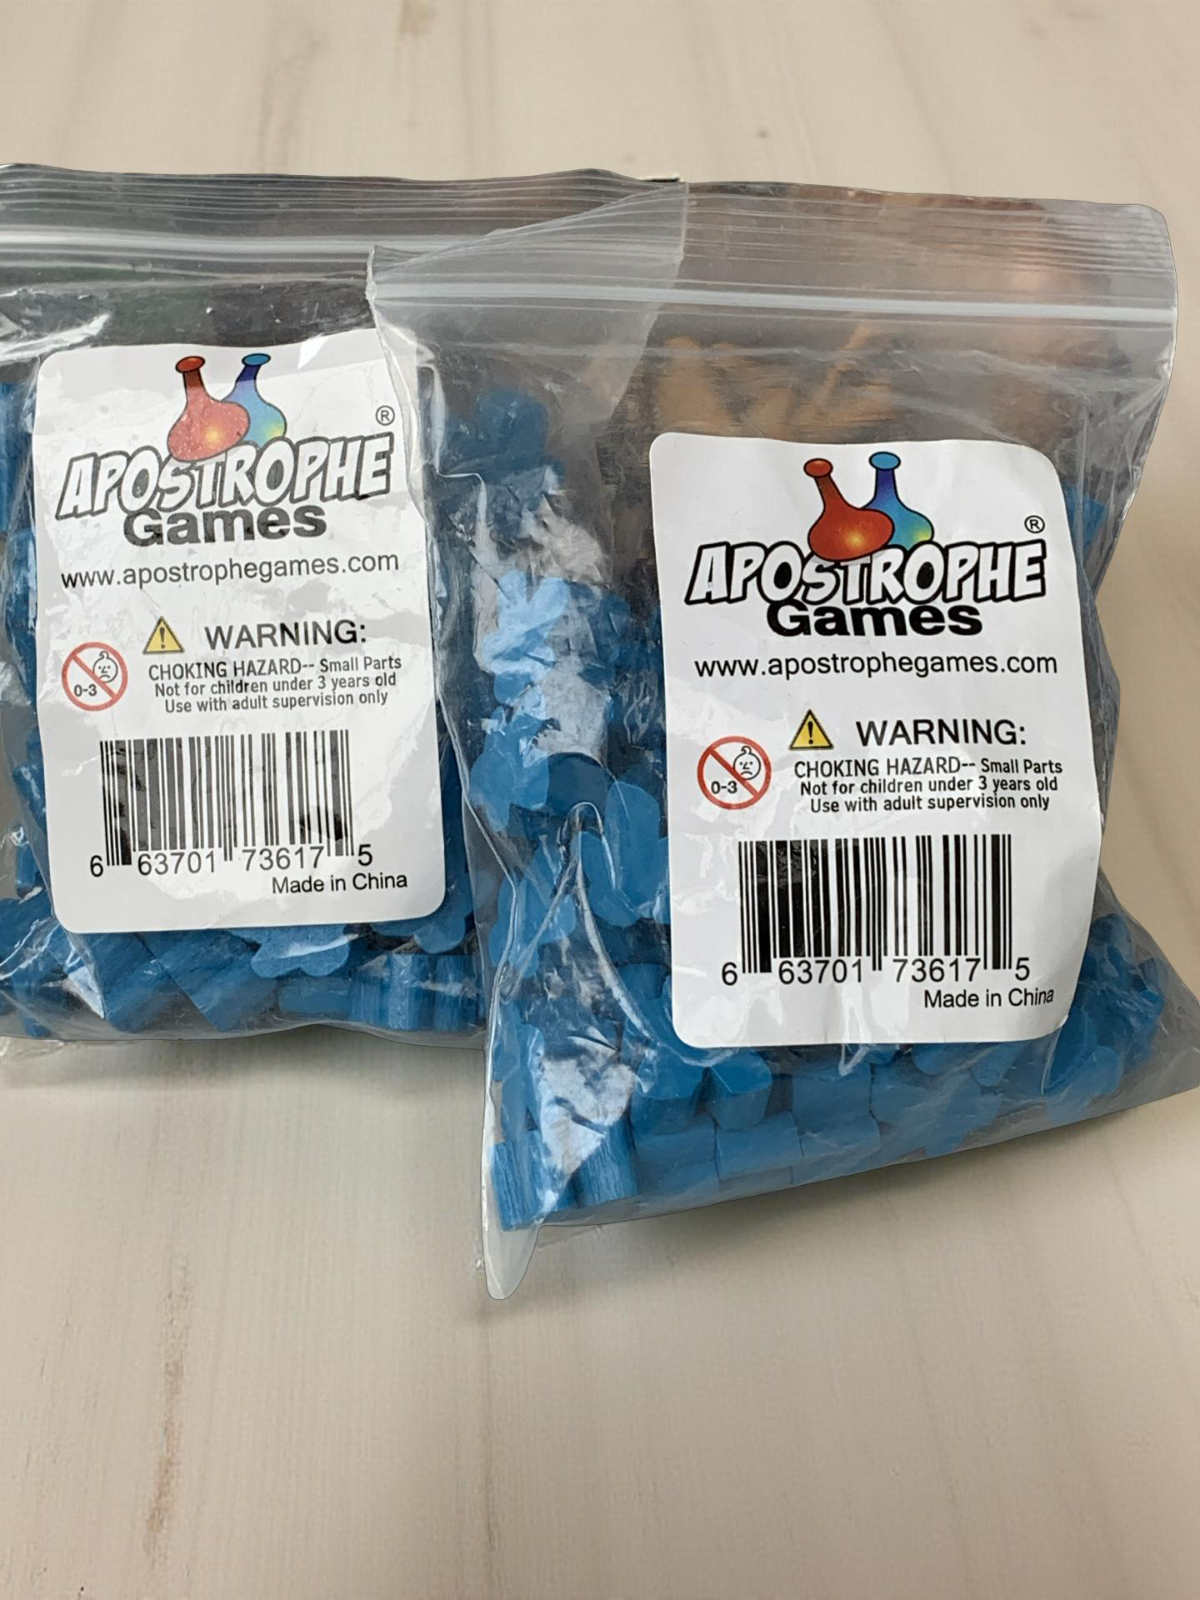 APOSTROPHE®
Games
www.apostrophegames.com
WARNING:
0-3
CHOKING HAZARD-- Small Parts
Not for children under 3 years old
Use with adult supervision only
6 63701 73617 5
Made in China
APOSTROPHE®
Games
www.apostrophegames.com
WARNING:
0-3
CHOKING HAZARD-- Small Parts
Not for children under 3 years old
Use with adult supervision only
6 63701 73617 5
Made in China